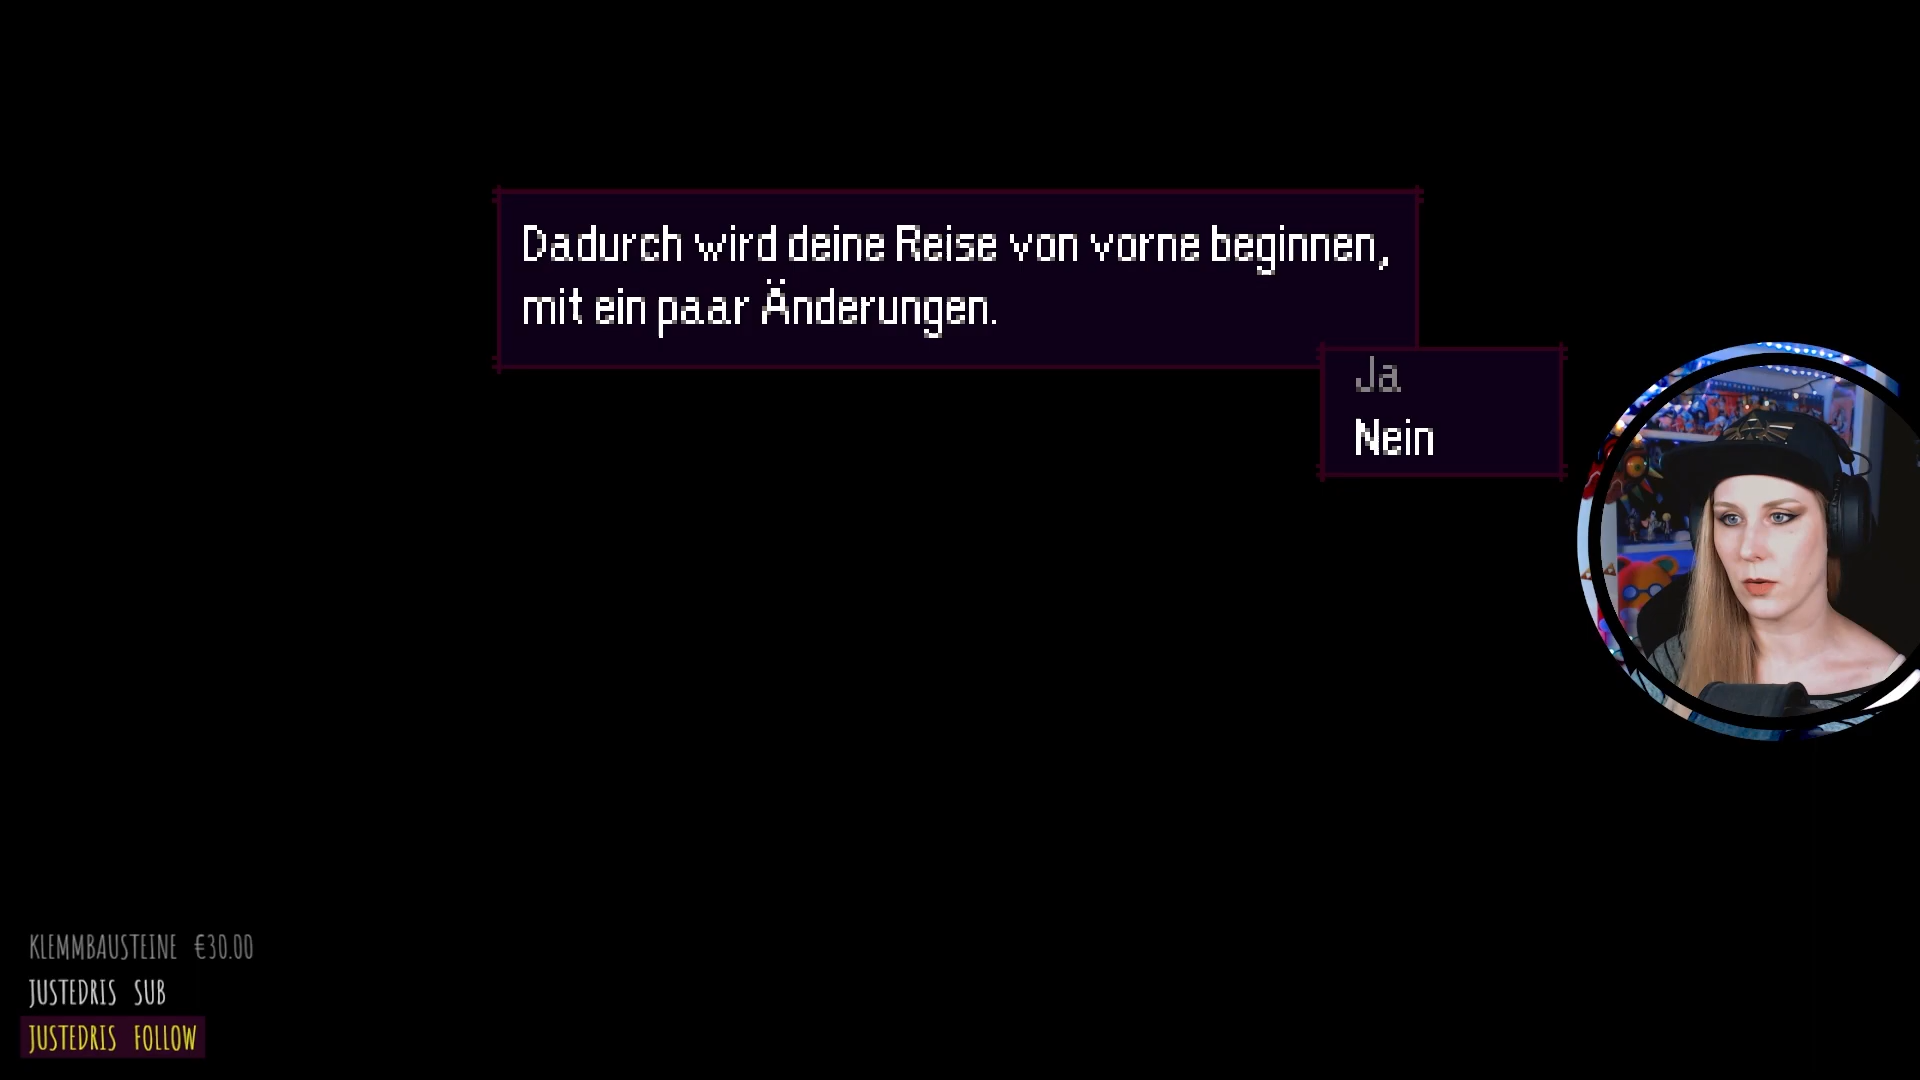 Dadurch wird deine Reise von vorne beginnen,
mit ein paar Änderungen.
Ja
Nein
KLEMMBAUSTEINE €30.00
JUSTEDRIS SUB
JUSTEDRIS FOLLOW